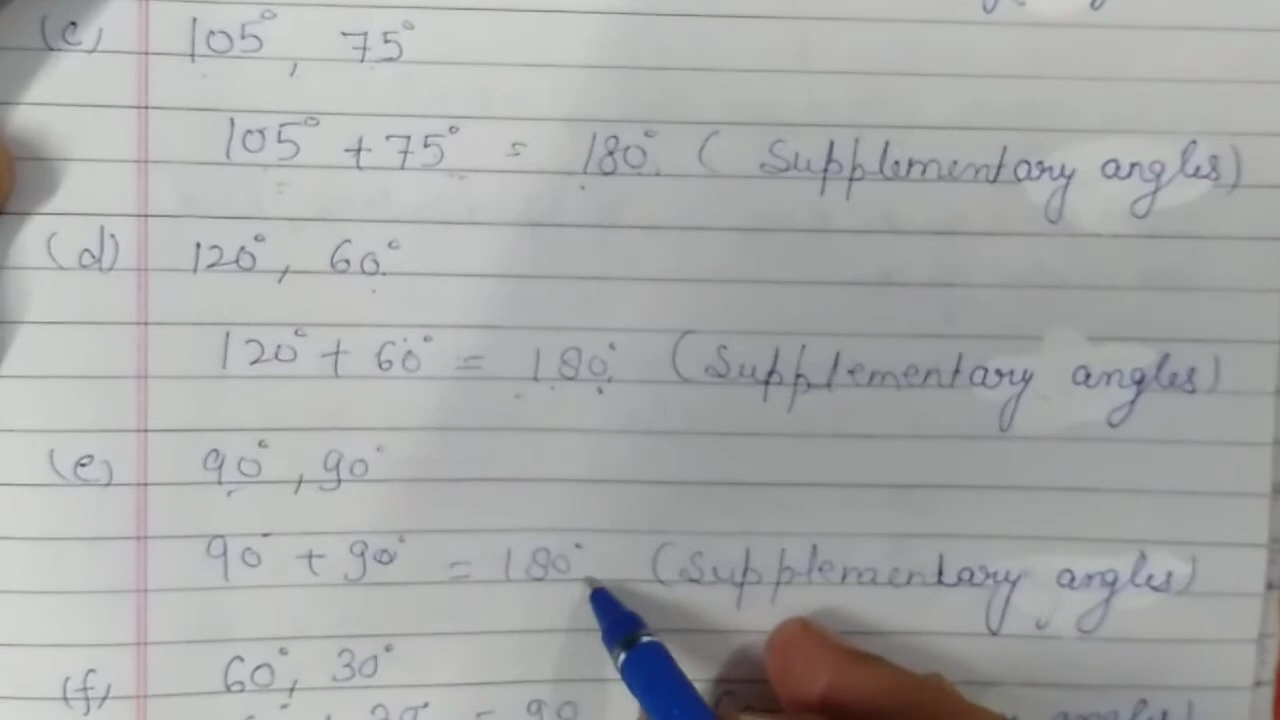 (c) 105°, 75°
105° + 75° = 180° (Supplementary angles)
(d) 120°, 60°
120° + 60° = 180° (Supplementary angles)
(e) 90°, 90°
90° + 90° = 180° (Supplementary angles)
(f) 60°, 30°